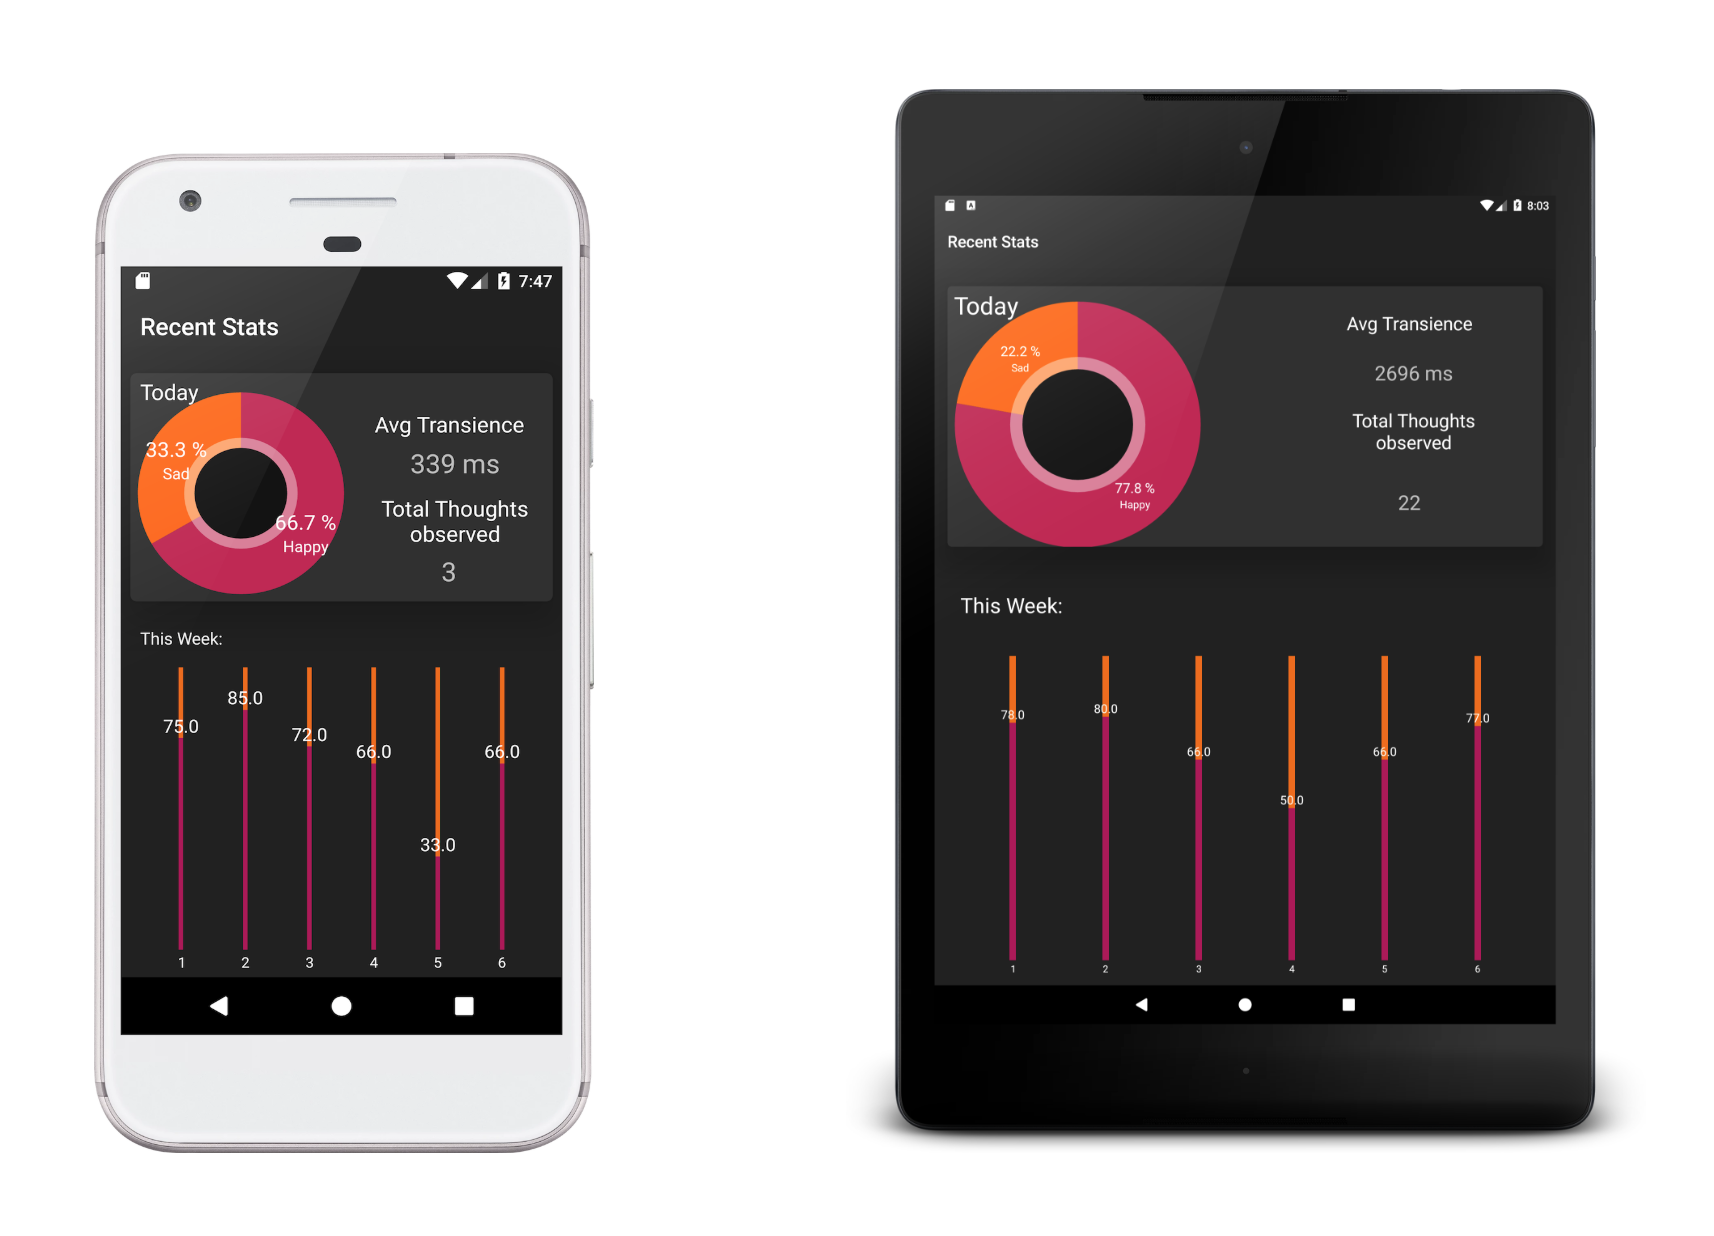 7:47
Recent Stats
Today
33.3 %
Sad
66.7 %
Happy
Avg Transience
339 ms
Total Thoughts
observed
3
This Week:
75.0
85.0
72.0
66.0
33.0
66.0
1 2 3 4 5 6
A
8:03
Recent Stats
Today
22.2 %
Sad
77.8 %
Happy
Avg Transience
2696 ms
Total Thoughts
observed
22
This Week:
78.0
80.0
66.0
50.0
66.0
77.0
1 2 3 4 5 6